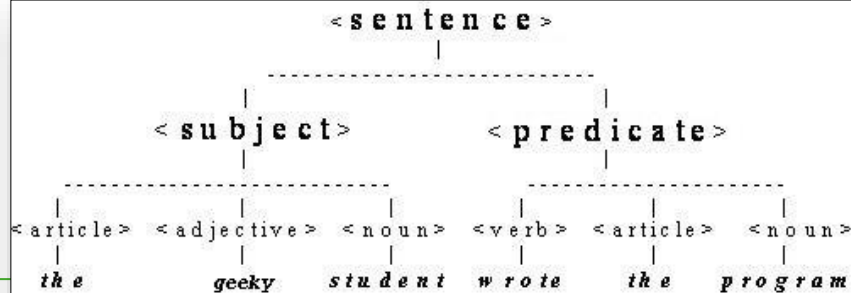 <sentence>
<subject> <predicate>
<article> <adjective> <noun> <verb> <article> <noun>
the geeky student wrote the program